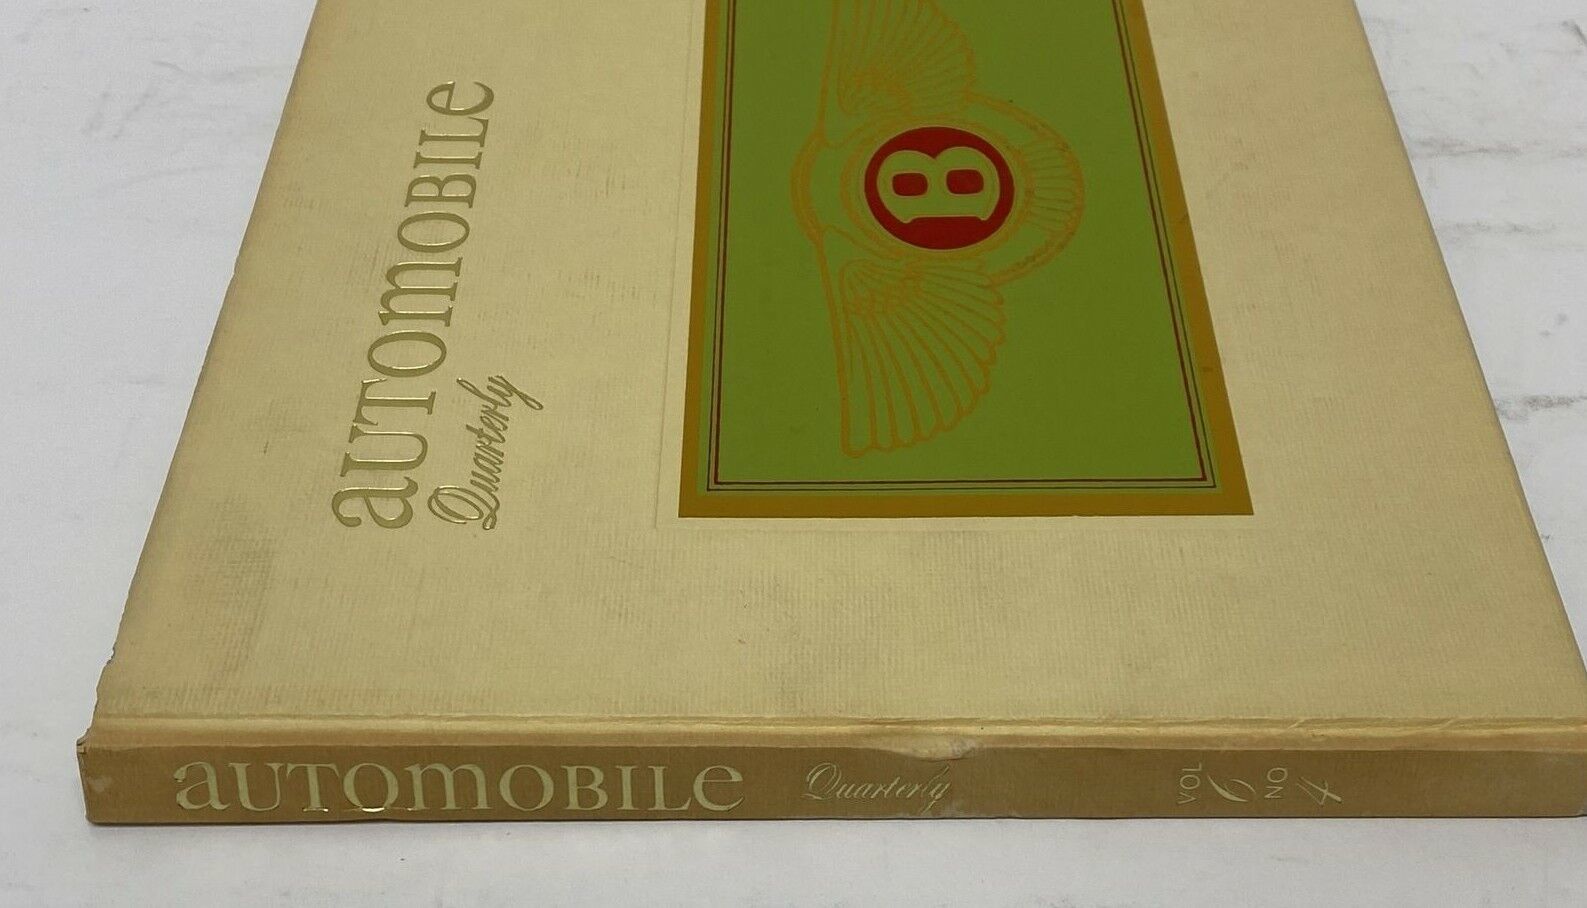 aUTOmOBILe
Quarterly
B
aUTOmOBILe Quarterly VOL 6 NO 4